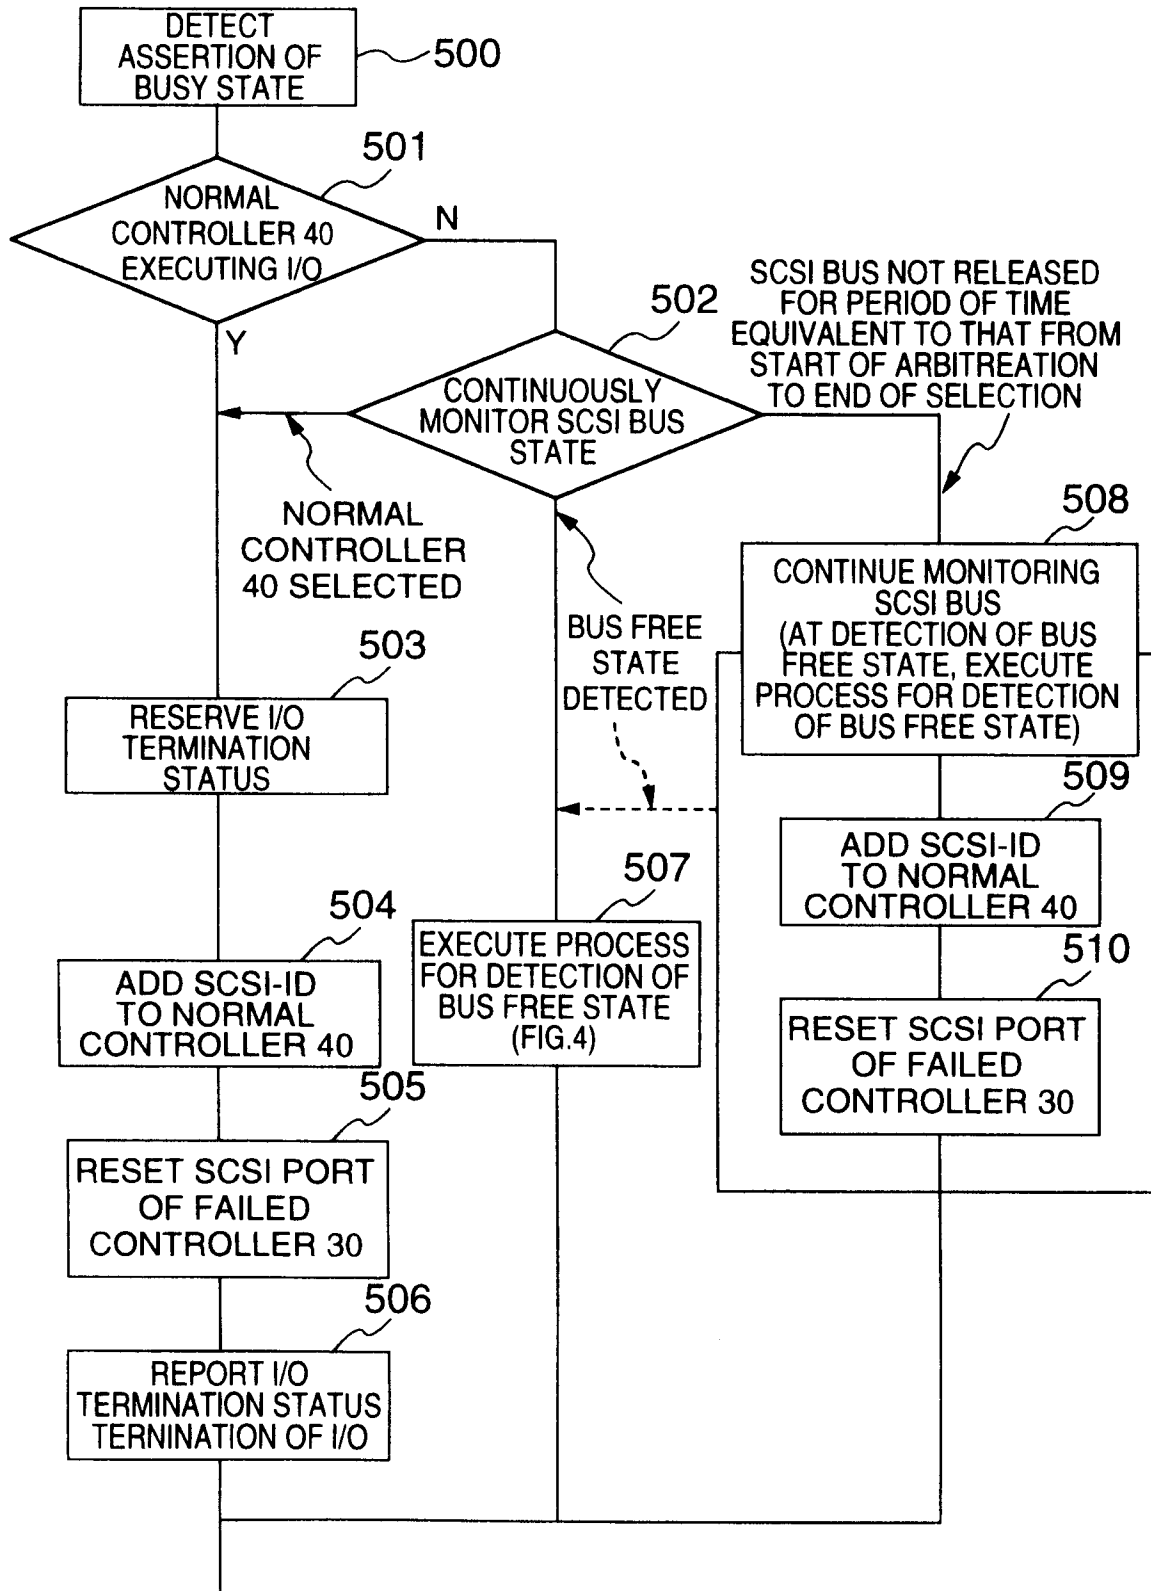 DETECT
ASSERTION OF
BUSY STATE
500
501
NORMAL
CONTROLLER 40
EXECUTING I/O
N
Y
502
CONTINUOUSLY
MONITOR SCSI BUS
STATE
SCSI BUS NOT RELEASED
FOR PERIOD OF TIME
EQUIVALENT TO THAT FROM
START OF ARBITREATION
TO END OF SELECTION
NORMAL
CONTROLLER
40 SELECTED
BUS FREE
STATE
DETECTED
503
RESERVE I/O
TERMINATION
STATUS
504
ADD SCSI-ID
TO NORMAL
CONTROLLER 40
505
RESET SCSI PORT
OF FAILED
CONTROLLER 30
506
REPORT I/O
TERMINATION STATUS
TERNINATION OF I/O
507
EXECUTE PROCESS
FOR DETECTION OF
BUS FREE STATE
(FIG.4)
508
CONTINUE MONITORING
SCSI BUS
(AT DETECTION OF BUS
FREE STATE, EXECUTE
PROCESS FOR DETECTION
OF BUS FREE STATE)
509
ADD SCSI-ID
TO NORMAL
CONTROLLER 40
510
RESET SCSI PORT
OF FAILED
CONTROLLER 30